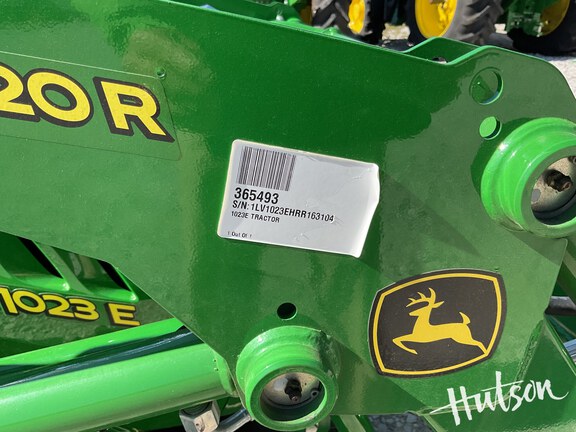 20 R
365493
S/N:1LV1023EHRR163104
1023E TRACTOR
1 Out Of 1
1023 E
Hutson